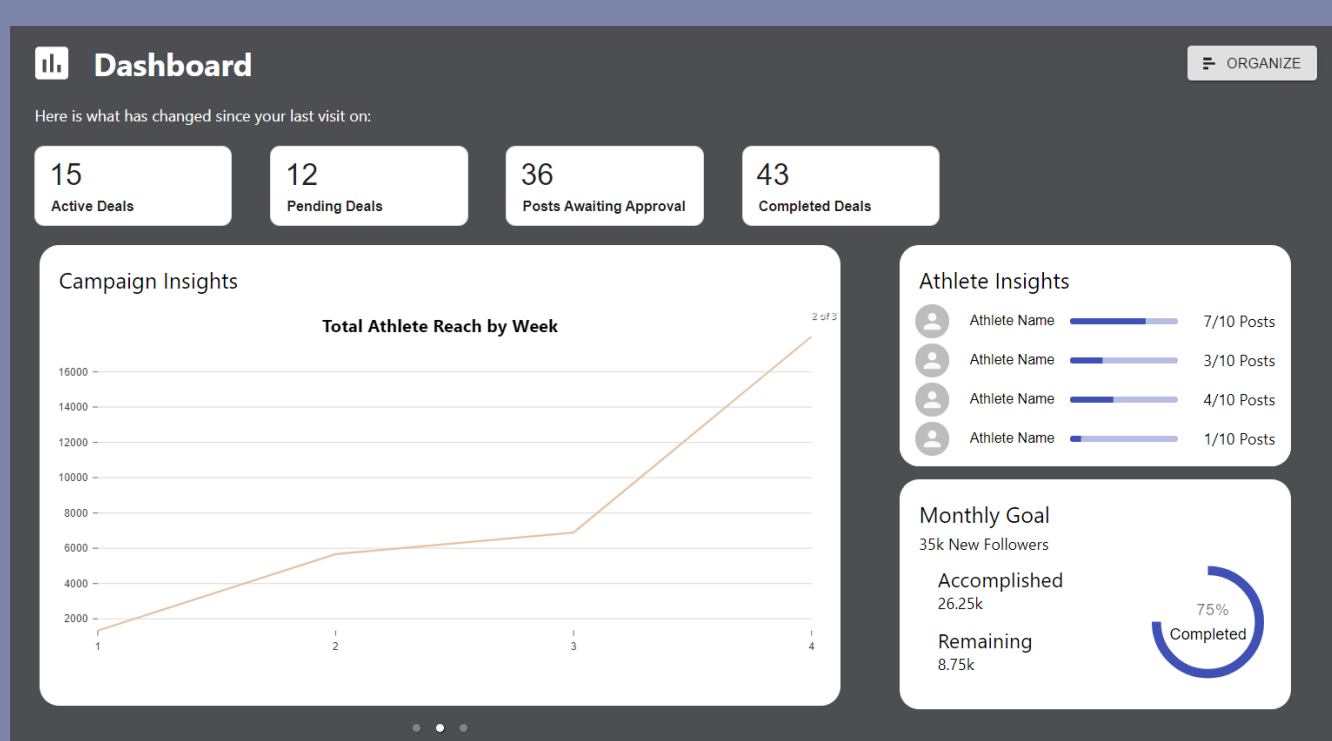 Dashboard
ORGANIZE
Here is what has changed since your last visit on:
15
Active Deals
12
Pending Deals
36
Posts Awaiting Approval
43
Completed Deals
Campaign Insights
Total Athlete Reach by Week
2 of 3
16000
14000
12000
10000
8000
6000
4000
2000
1 2 3 4
Athlete Insights
Athlete Name 7/10 Posts
Athlete Name 3/10 Posts
Athlete Name 4/10 Posts
Athlete Name 1/10 Posts
Monthly Goal
35k New Followers
Accomplished
26.25k
Remaining
8.75k
75%
Completed